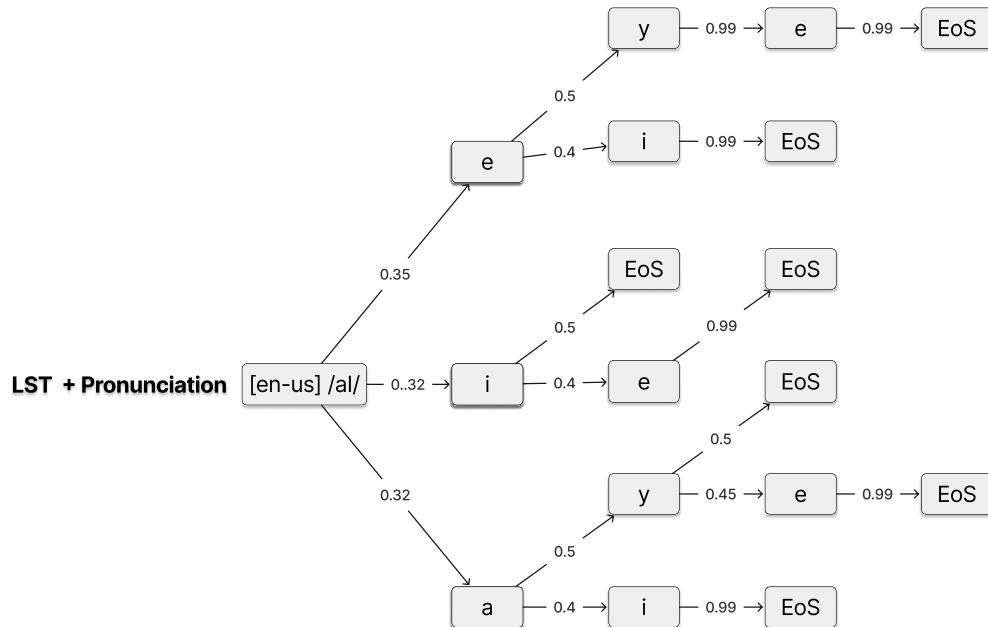 y 0.99 e 0.99 EoS
0.5
e 0.4 i 0.99 EoS
0.35
EoS EoS
0.5 0.99
LST + Pronunciation [en-us] /aI/ 0..32 i 0.4 e EoS
0.5
0.32 y 0.45 e 0.99 EoS
0.5
a 0.4 i 0.99 EoS